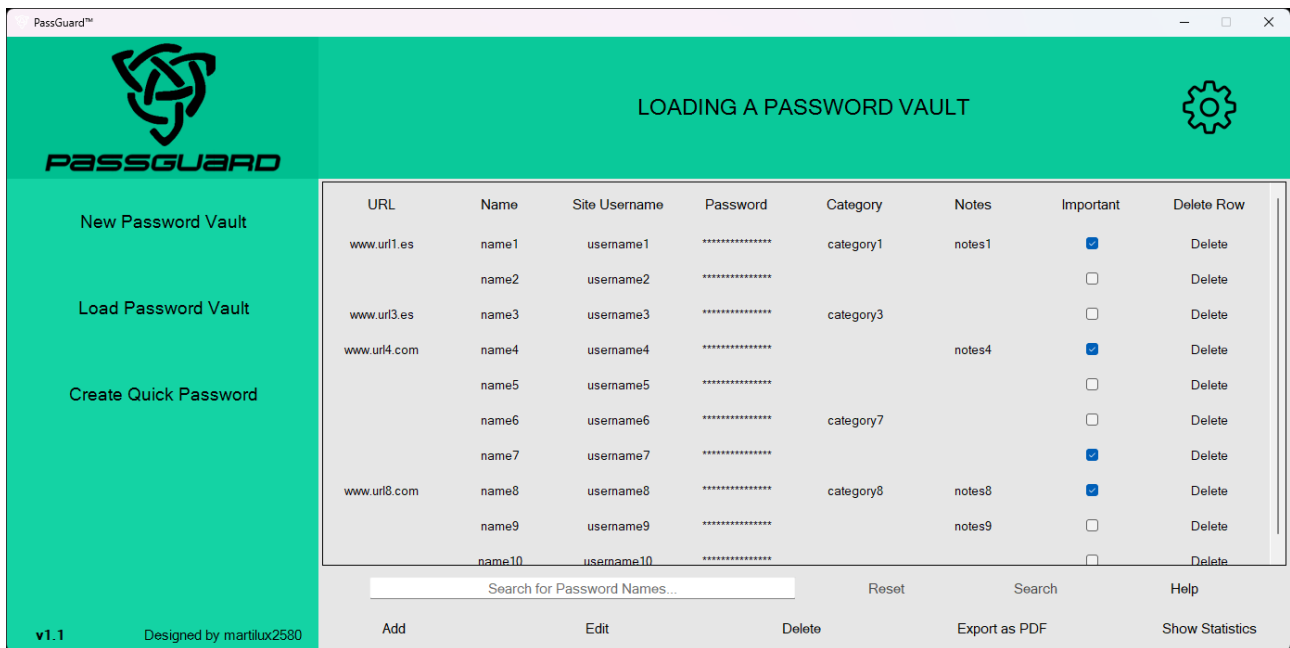 PassGuard™
PASSGUARD
LOADING A PASSWORD VAULT
New Password Vault
Load Password Vault
Create Quick Password
v1.1 Designed by martilux2580
URL Name Site Username Password Category Notes Important Delete Row
www.url1.es name1 username1 *************** category1 notes1 Delete
name2 username2 *************** Delete
www.url3.es name3 username3 *************** category3 Delete
www.url4.com name4 username4 *************** notes4 Delete
name5 username5 *************** Delete
name6 username6 *************** category7 Delete
name7 username7 *************** Delete
www.url8.com name8 username8 *************** category8 notes8 Delete
name9 username9 *************** notes9 Delete
name10 username10 *************** Delete
Search for Password Names... Reset Search Help
Add Edit Delete Export as PDF Show Statistics